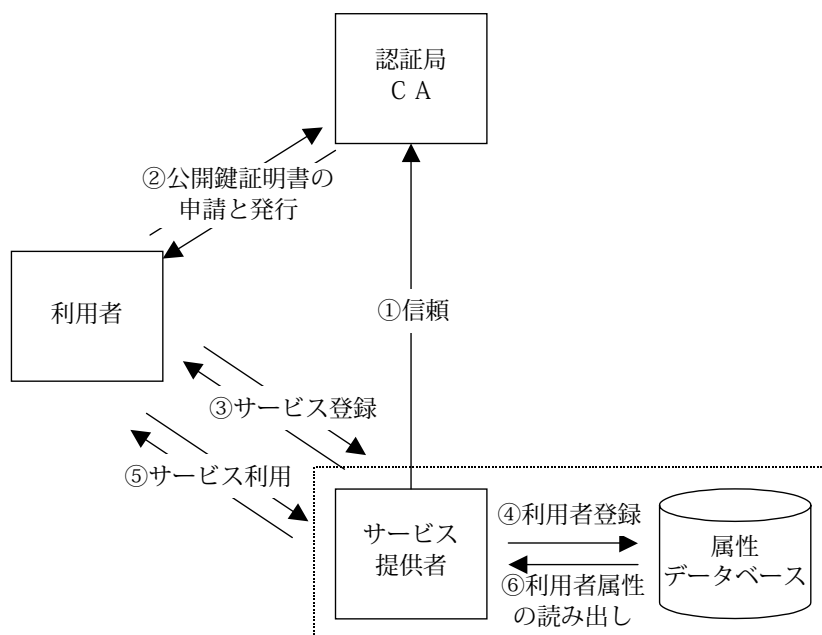 認証局
ＣＡ
②公開鍵証明書の
申請と発行
利用者
①信頼
③サービス登録
⑤サービス利用
サービス
提供者
④利用者登録
⑥利用者属性
の読み出し
属性
データベース